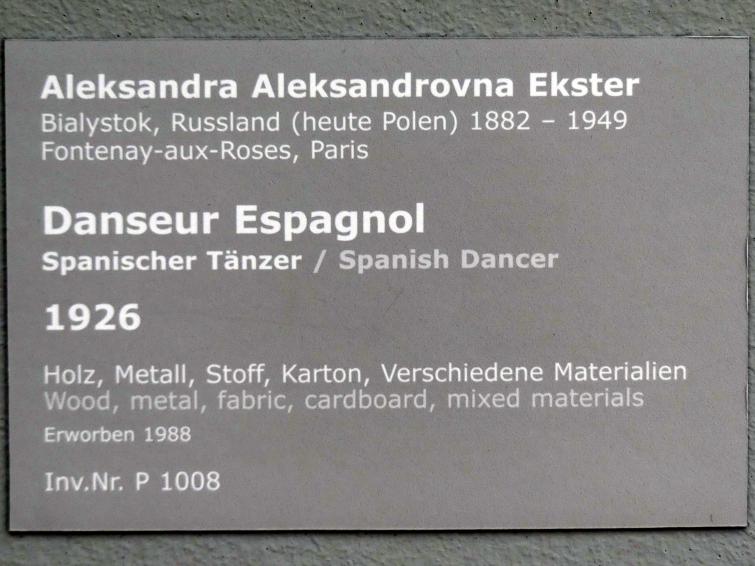 Aleksandra Aleksandrovna Ekster
Bialystok, Russland (heute Polen) 1882 – 1949
Fontenay-aux-Roses, Paris
Danseur Espagnol
Spanischer Tänzer / Spanish Dancer
1926
Holz, Metall, Stoff, Karton, Verschiedene Materialien
Wood, metal, fabric, cardboard, mixed materials
Erworben 1988
Inv.Nr. P 1008